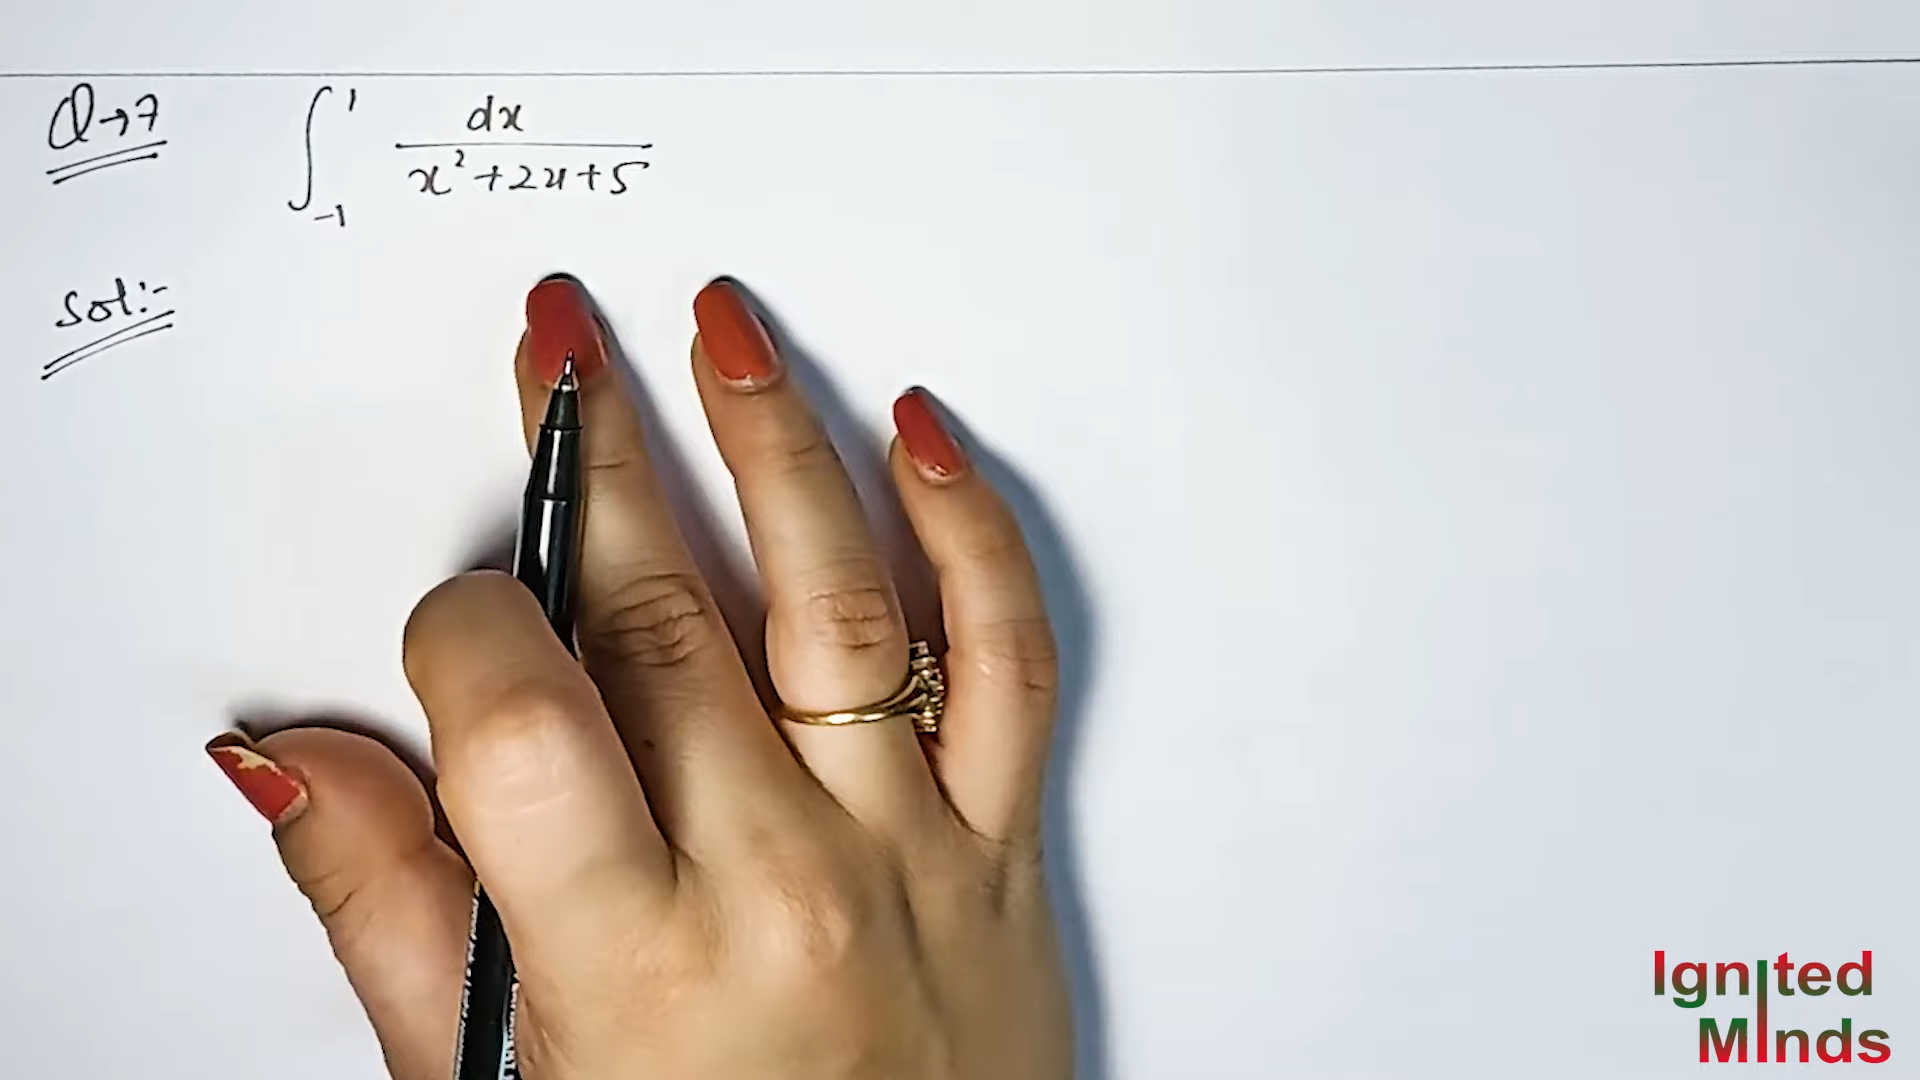 Q→7 ∫₋₁¹ dx / x²+2x+5
Sol:-
Ignited
Minds